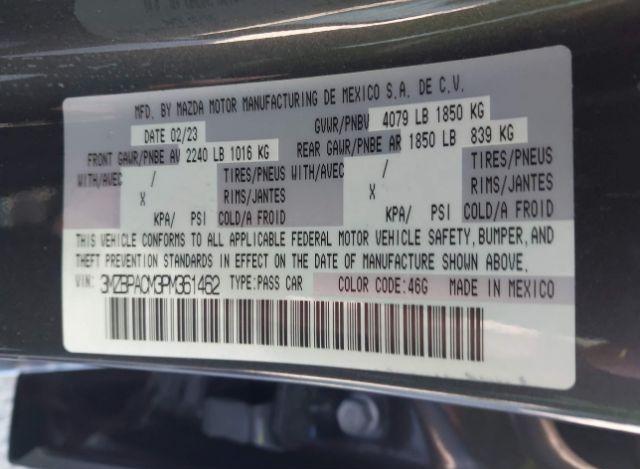 MFD. BY MAZDA MOTOR MANUFACTURING DE MEXICO S.A. DE C.V.
DATE 02/23 GVWR/PNBV 4079 LB 1850 KG
FRONT GAWR/PNBE AV 2240 LB 1016 KG REAR GAWR/PNBE AR 1850 LB 839 KG
WITH/AVEC / TIRES/PNEUS WITH/AVEC / TIRES/PNEUS
X RIMS/JANTES X RIMS/JANTES
KPA/ PSI COLD/A FROID KPA/ PSI COLD/A FROID
THIS VEHICLE CONFORMS TO ALL APPLICABLE FEDERAL MOTOR VEHICLE SAFETY, BUMPER, AND
THEFT PREVENTION STANDARDS IN EFFECT ON THE DATE OF MANUFACTURE SHOWN ABOVE.
VIN: 3MZBPACM3PM361462 TYPE:PASS CAR COLOR CODE:46G MADE IN MEXICO